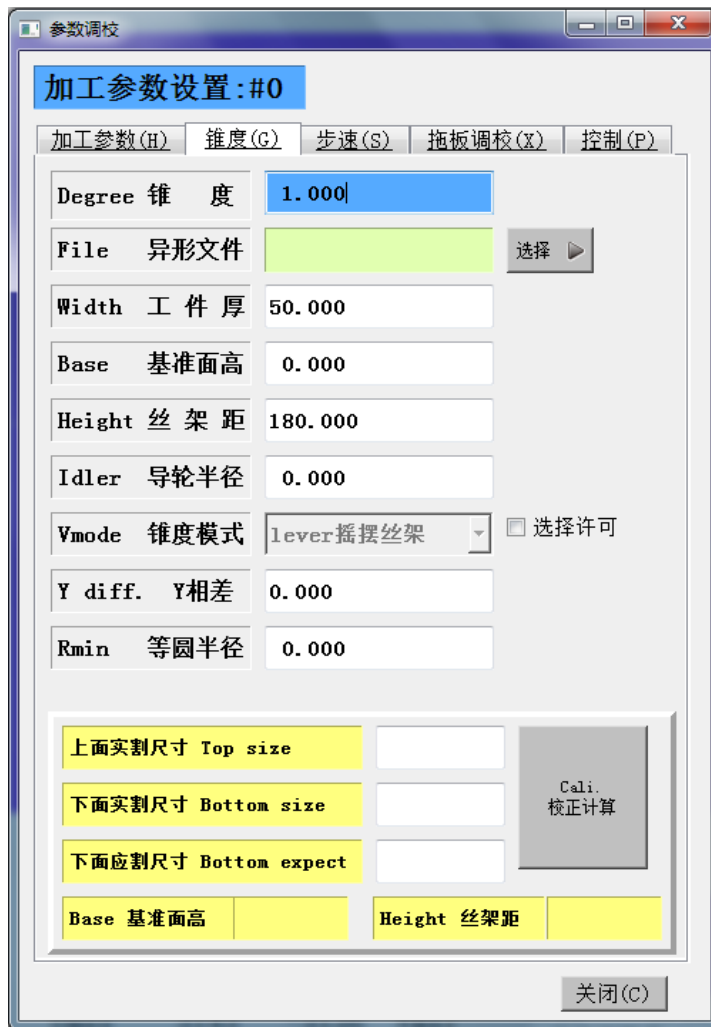 参数调校
加工参数设置:#0
加工参数(H) 锥度(G) 步速(S) 拖板调校(X) 控制(P)
Degree 锥 度 1.000
File 异形文件 选择
Width 工 件 厚 50.000
Base 基准面高 0.000
Height 丝 架 距 180.000
Idler 导轮半径 0.000
Vmode 锥度模式 lever摇摆丝架 选择许可
Y diff. Y相差 0.000
Rmin 等圆半径 0.000
上面实割尺寸 Top size
下面实割尺寸 Bottom size
Cali.
校正计算
下面应割尺寸 Bottom expect
Base 基准面高 Height 丝架距
关闭(C)